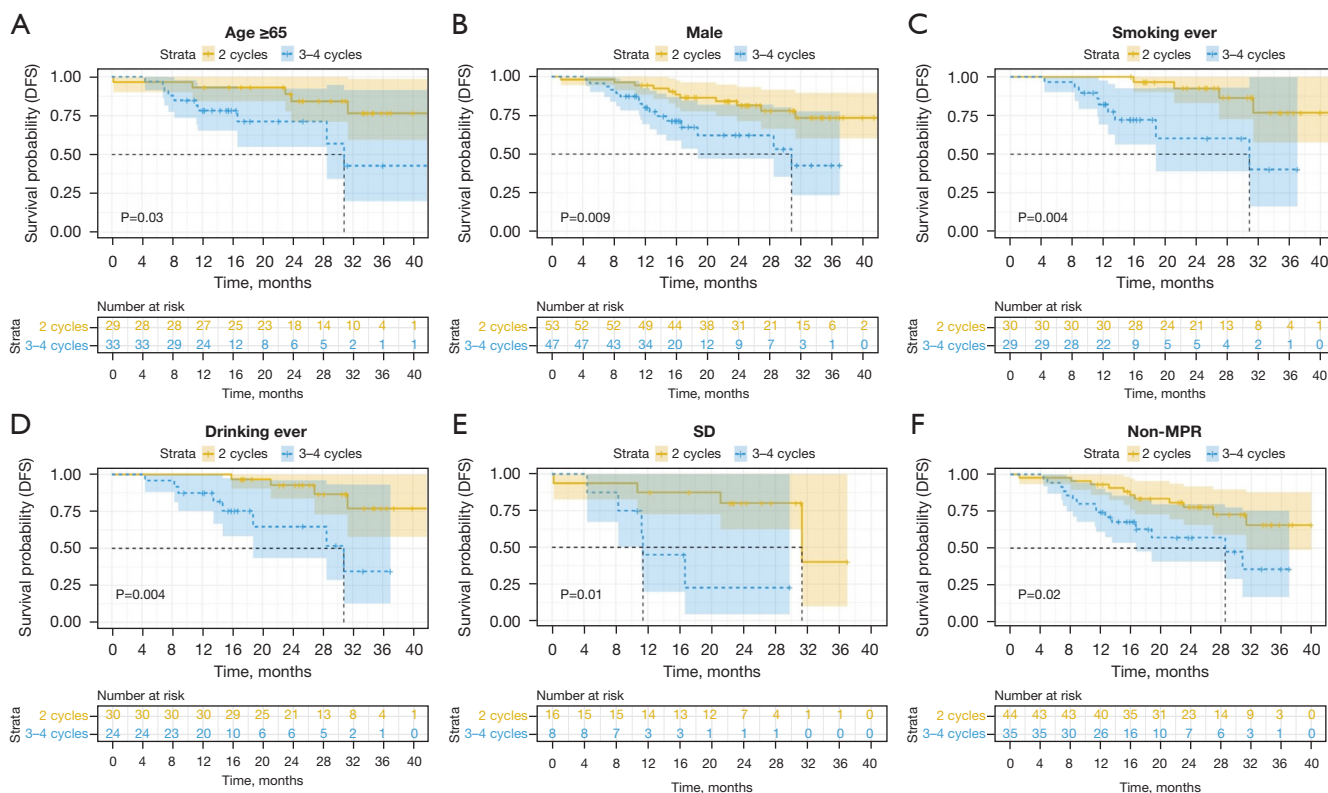 A
Age ≥65
Strata 2 cycles 3–4 cycles
Survival probability (DFS)
1.00
0.75
0.50
0.25
0.00
P=0.03
0 4 8 12 16 20 24 28 32 36 40
Time, months
Number at risk
Strata
2 cycles 29 28 28 27 25 23 18 14 10 4 1
3–4 cycles 33 33 29 24 12 8 6 5 2 1 1
0 4 8 12 16 20 24 28 32 36 40
Time, months
B
Male
Strata 2 cycles 3–4 cycles
Survival probability (DFS)
1.00
0.75
0.50
0.25
0.00
P=0.009
0 4 8 12 16 20 24 28 32 36 40
Time, months
Number at risk
Strata
2 cycles 53 52 52 49 44 38 31 21 15 6 2
3–4 cycles 47 47 43 34 20 12 9 7 3 1 0
0 4 8 12 16 20 24 28 32 36 40
Time, months
C
Smoking ever
Strata 2 cycles 3–4 cycles
Survival probability (DFS)
1.00
0.75
0.50
0.25
0.00
P=0.004
0 4 8 12 16 20 24 28 32 36 40
Time, months
Number at risk
Strata
2 cycles 30 30 30 30 28 24 21 13 8 4 1
3–4 cycles 29 29 28 22 9 5 5 4 2 1 0
0 4 8 12 16 20 24 28 32 36 40
Time, months
D
Drinking ever
Strata 2 cycles 3–4 cycles
Survival probability (DFS)
1.00
0.75
0.50
0.25
0.00
P=0.004
0 4 8 12 16 20 24 28 32 36 40
Time, months
Number at risk
Strata
2 cycles 30 30 30 30 29 25 21 13 8 4 1
3–4 cycles 24 24 23 20 10 6 6 5 2 1 0
0 4 8 12 16 20 24 28 32 36 40
Time, months
E
SD
Strata 2 cycles 3–4 cycles
Survival probability (DFS)
1.00
0.75
0.50
0.25
0.00
P=0.01
0 4 8 12 16 20 24 28 32 36 40
Time, months
Number at risk
Strata
2 cycles 16 15 15 14 13 12 7 4 1 1 0
3–4 cycles 8 8 7 3 3 1 1 1 0 0 0
0 4 8 12 16 20 24 28 32 36 40
Time, months
F
Non-MPR
Strata 2 cycles 3–4 cycles
Survival probability (DFS)
1.00
0.75
0.50
0.25
0.00
P=0.02
0 4 8 12 16 20 24 28 32 36 40
Time, months
Number at risk
Strata
2 cycles 44 43 43 40 35 31 23 14 9 3 0
3–4 cycles 35 35 30 26 16 10 7 6 3 1 0
0 4 8 12 16 20 24 28 32 36 40
Time, months